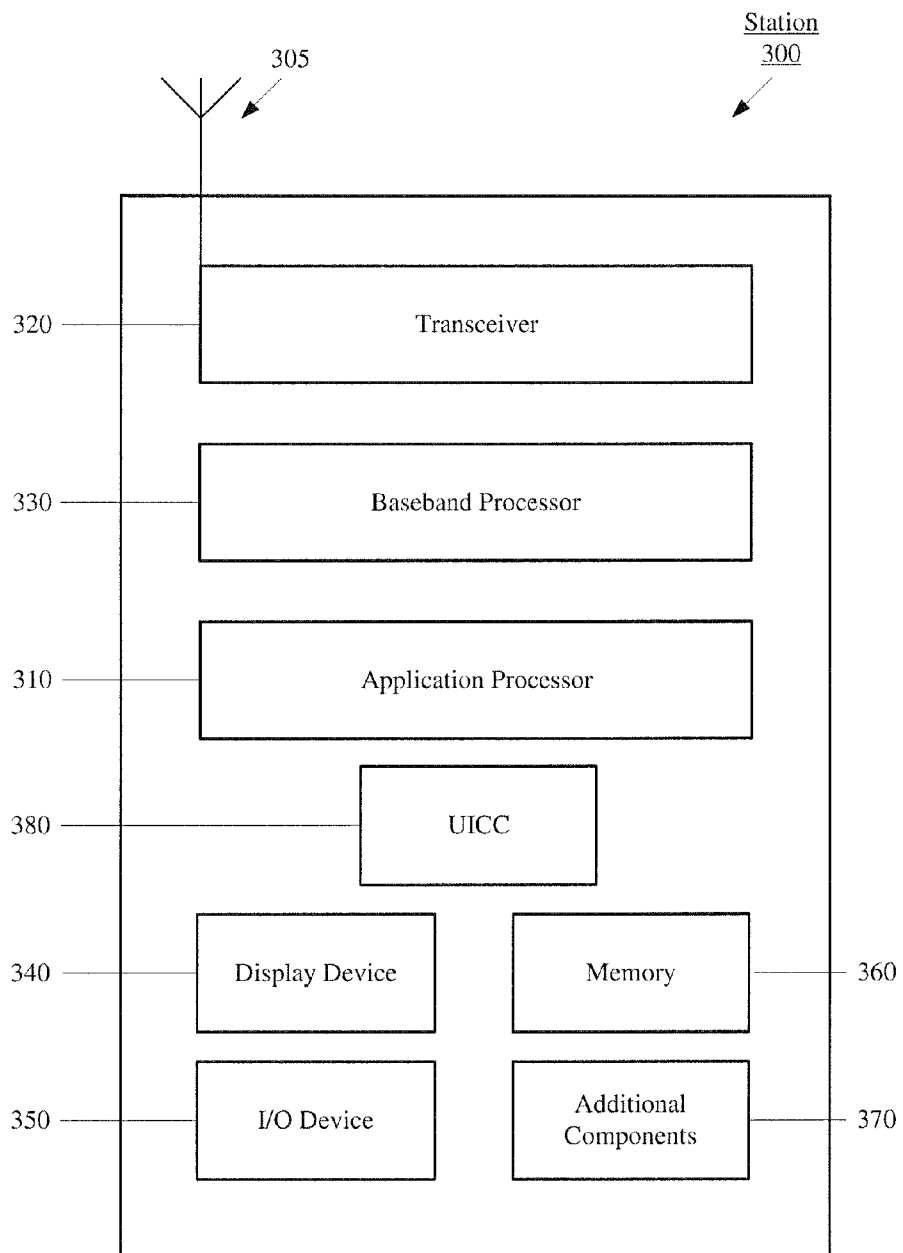 Station
300
305
320
Transceiver
330
Baseband Processor
310
Application Processor
380
UICC
340
Display Device
Memory
360
350
I/O Device
Additional
Components
370